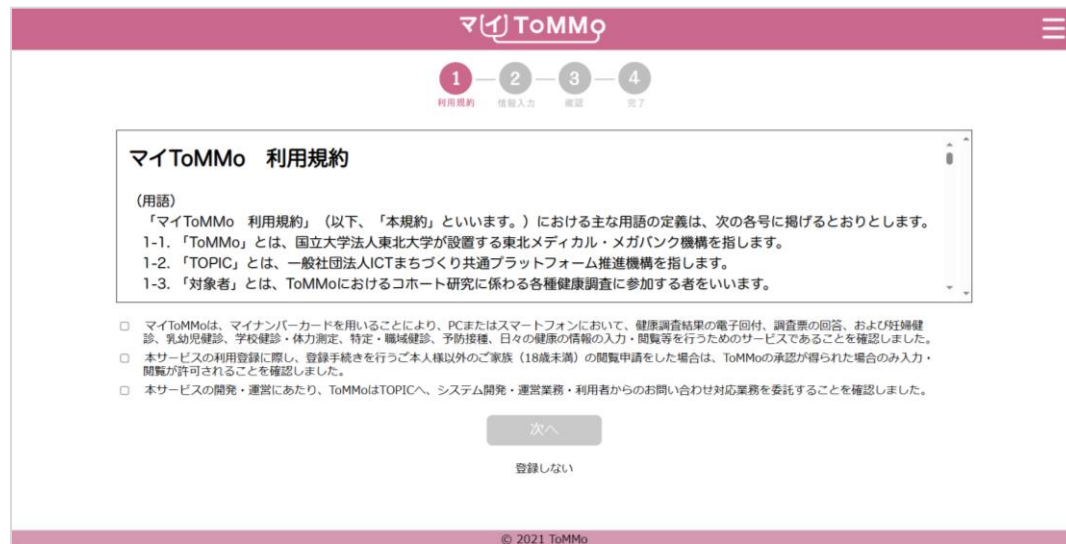 マイToMMo
1 2 3 4
利用規約 情報入力 確認 完了
マイToMMo 利用規約
（用語）
「マイToMMo 利用規約」（以下、「本規約」といいます。）における主な用語の定義は、次の各号に掲げるとおりとします。
1-1. 「ToMMo」とは、国立大学法人東北大学が設置する東北メディカル・メガバンク機構を指します。
1-2. 「TOPIC」とは、一般社団法人ICTまちづくり共通プラットフォーム推進機構を指します。
1-3. 「対象者」とは、ToMMoにおけるコホート研究に係わる各種健康調査に参加する者をいいます。
マイToMMoは、マイナンバーカードを用いることにより、PCまたはスマートフォンにおいて、健康調査結果の電子回付、調査票の回答、および妊婦健
診、乳幼児健診、学校健診・体力測定、特定・職域健診、予防接種、日々の健康の情報の入力・閲覧等を行うためのサービスであることを確認しました。
本サービスの利用登録に際し、登録手続きを行うご本人様以外のご家族（18歳未満）の閲覧申請をした場合は、ToMMoの承認が得られた場合のみ入力・
閲覧が許可されることを確認しました。
本サービスの開発・運営にあたり、ToMMoはTOPICへ、システム開発・運営業務・利用者からのお問い合わせ対応業務を委託することを確認しました。
次へ
登録しない
© 2021 ToMMo